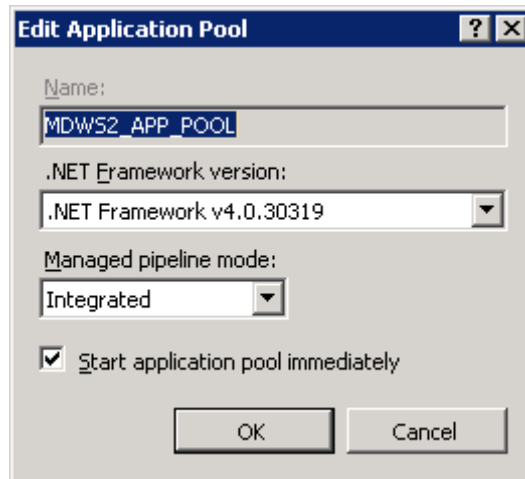 Edit Application Pool
Name:
MDWS2_APP_POOL
.NET Framework version:
.NET Framework v4.0.30319
Managed pipeline mode:
Integrated
Start application pool immediately
OK Cancel